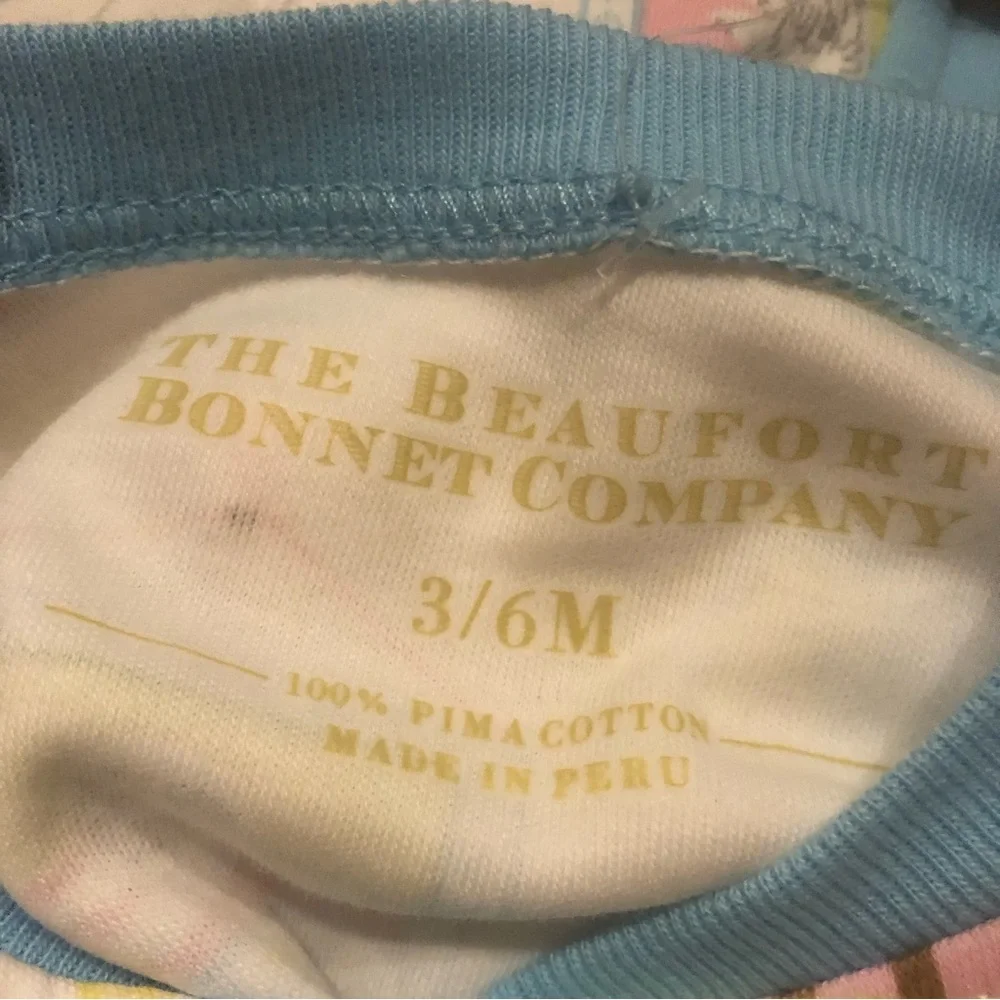 THE BEAUFORT
BONNET COMPANY
3/6M
100% PIMA COTTON
MADE IN PERU